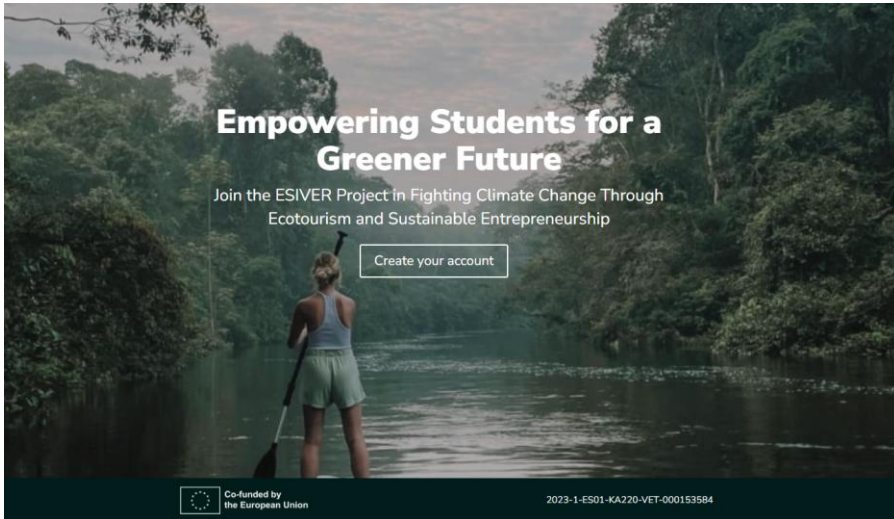 Empowering Students for a
Greener Future
Join the ESIVER Project in Fighting Climate Change Through
Ecotourism and Sustainable Entrepreneurship
Create your account
Co-funded by
the European Union
2023-1-ES01-KA220-VET-000153584